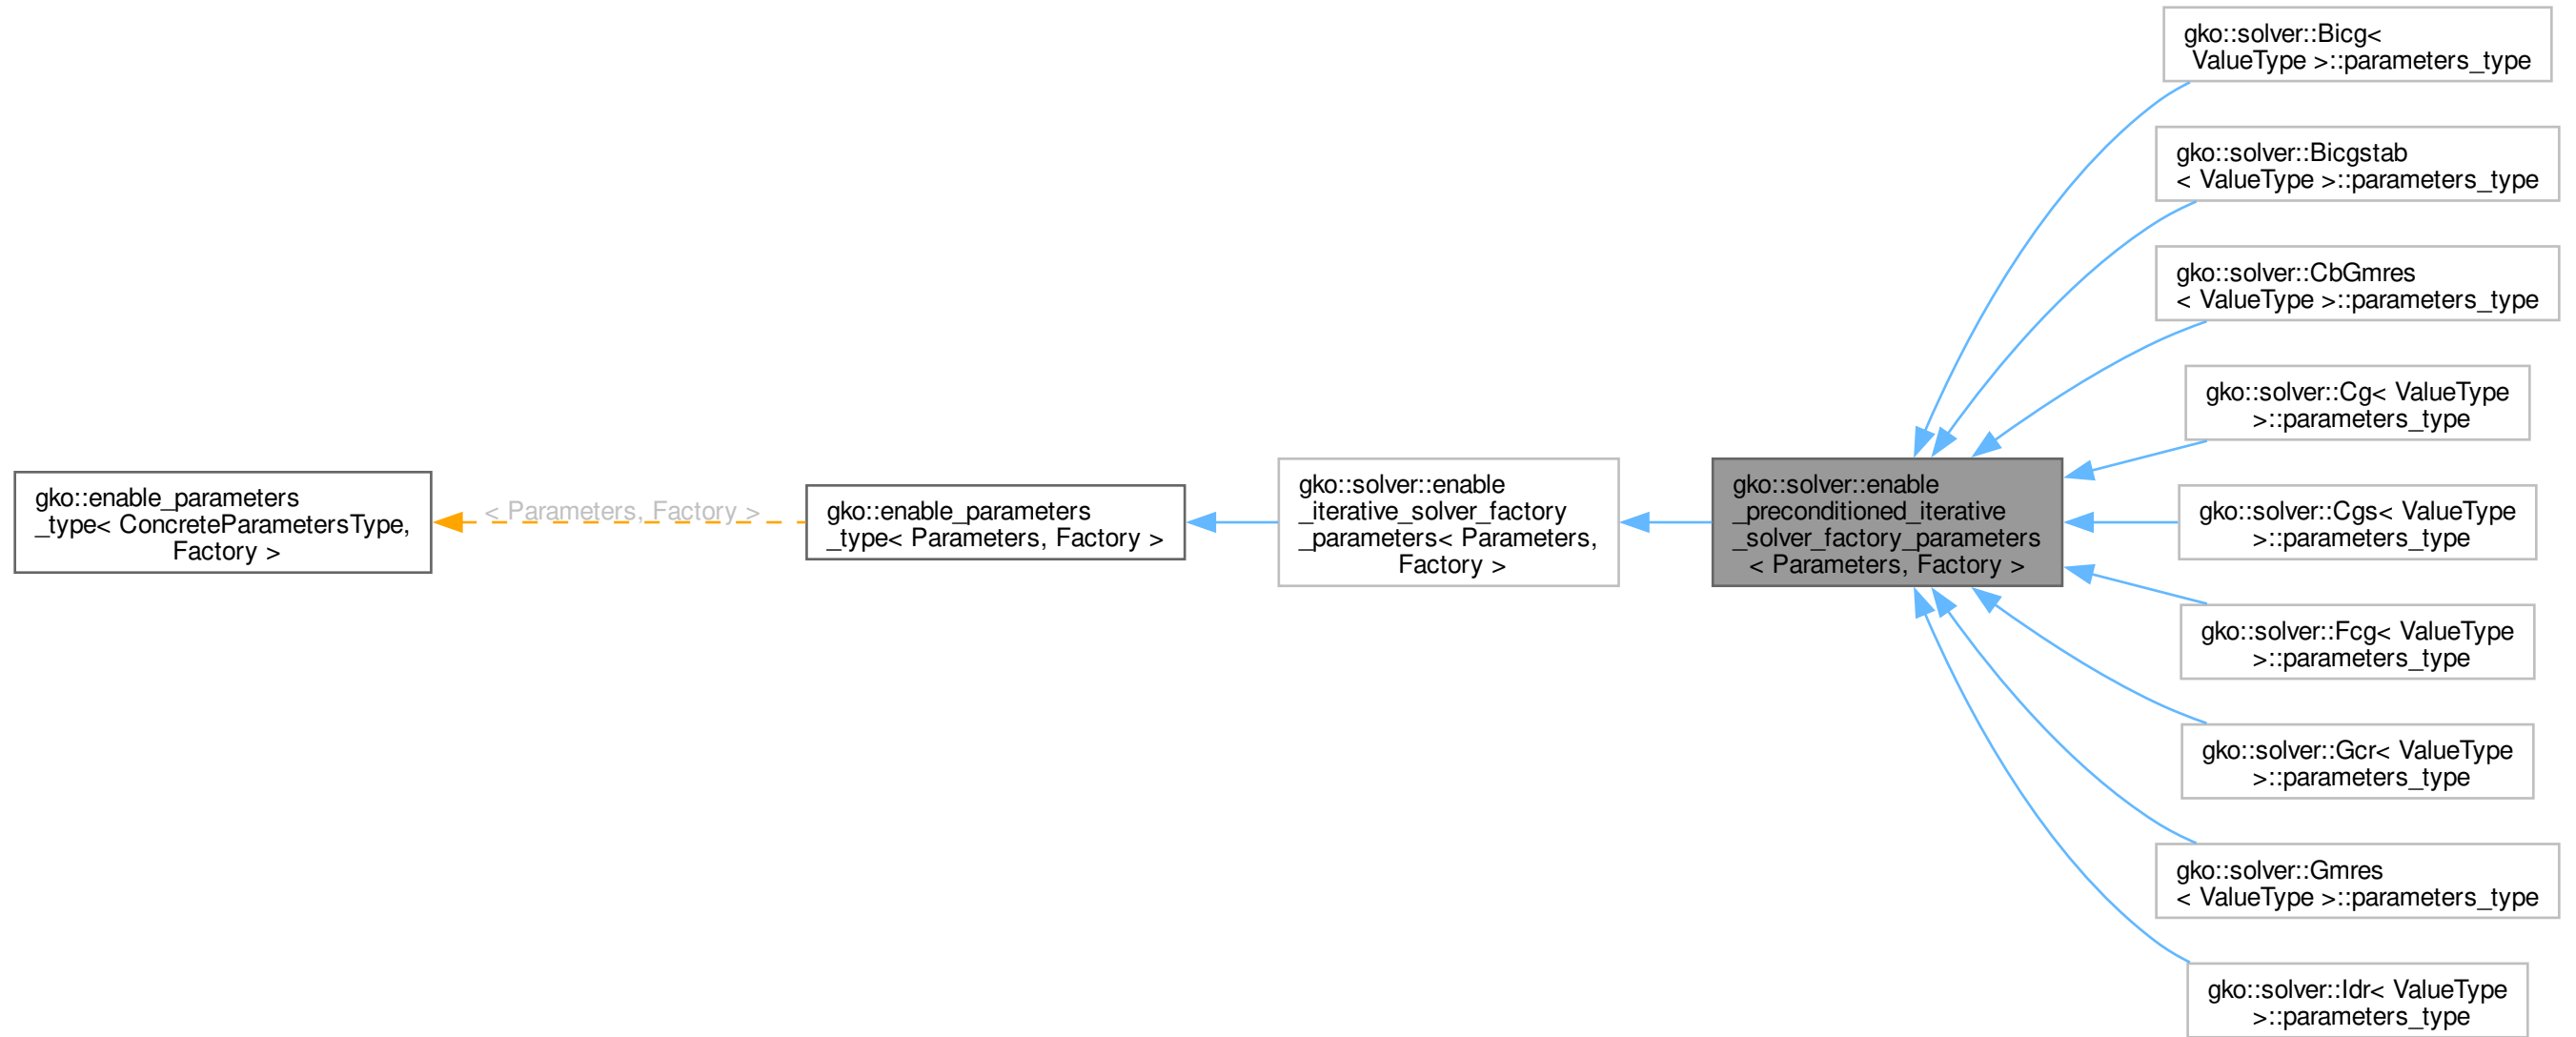 gko::enable_parameters
_type< ConcreteParametersType,
Factory >
< Parameters, Factory >
gko::enable_parameters
_type< Parameters, Factory >
gko::solver::enable
_iterative_solver_factory
_parameters< Parameters,
Factory >
gko::solver::enable
_preconditioned_iterative
_solver_factory_parameters
< Parameters, Factory >
gko::solver::Bicg<
ValueType >::parameters_type
gko::solver::Bicgstab
< ValueType >::parameters_type
gko::solver::CbGmres
< ValueType >::parameters_type
gko::solver::Cg< ValueType
>::parameters_type
gko::solver::Cgs< ValueType
>::parameters_type
gko::solver::Fcg< ValueType
>::parameters_type
gko::solver::Gcr< ValueType
>::parameters_type
gko::solver::Gmres
< ValueType >::parameters_type
gko::solver::Idr< ValueType
>::parameters_type